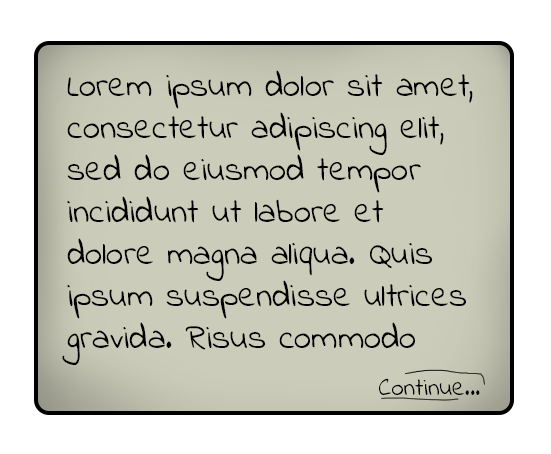 Lorem ipsum dolor sit amet,
consectetur adipiscing elit,
sed do eiusmod tempor
incididunt ut labore et
dolore magna aliqua. Quis
ipsum suspendisse ultrices
gravida. Risus commodo
Continue...